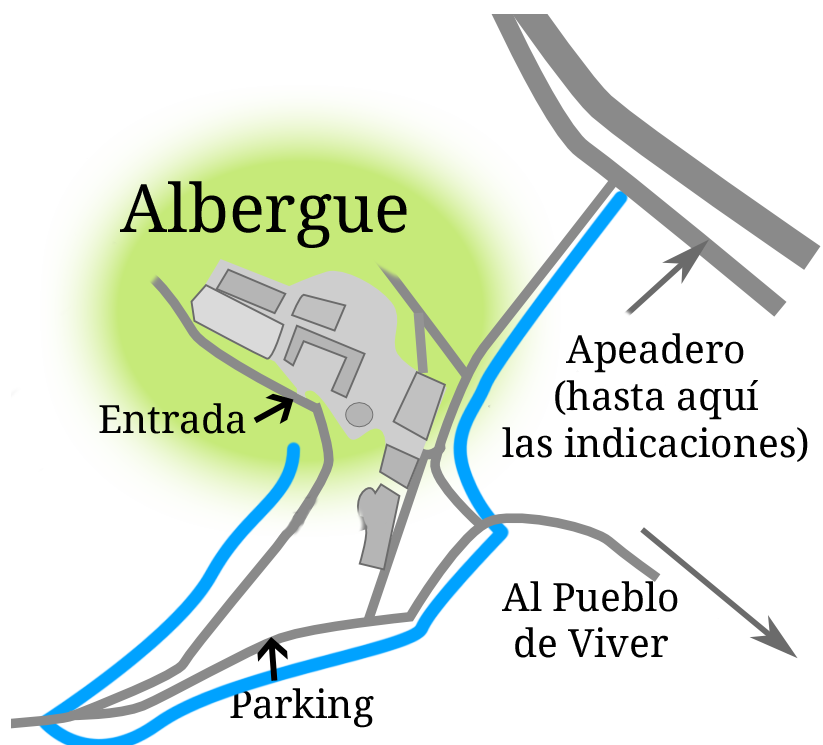 Albergue
Entrada
Apeadero
(hasta aquí
las indicaciones)
Al Pueblo
de Viver
Parking